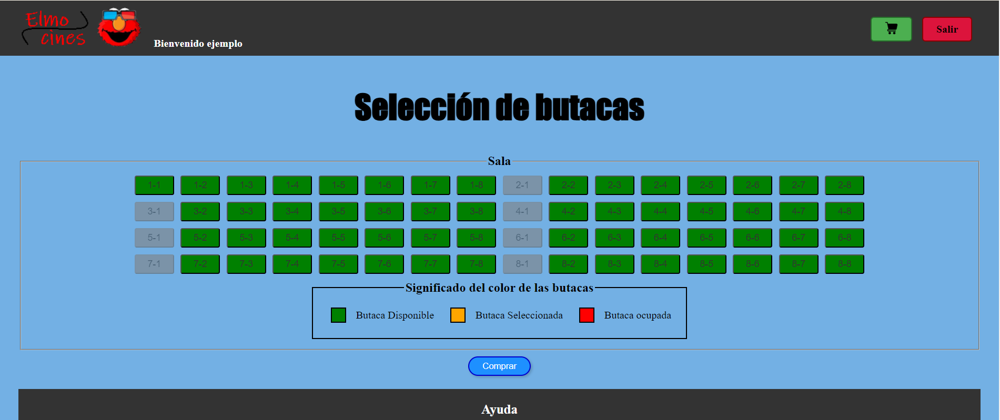 Elmo
cines
Bienvenido ejemplo
Salir
Selección de butacas
Sala
1-1 1-2 1-3 1-4 1-5 1-6 1-7 1-8 2-1 2-2 2-3 2-4 2-5 2-6 2-7 2-8
3-1 3-2 3-3 3-4 3-5 3-6 3-7 3-8 4-1 4-2 4-3 4-4 4-5 4-6 4-7 4-8
5-1 5-2 5-3 5-4 5-5 5-6 5-7 5-8 6-1 6-2 6-3 6-4 6-5 6-6 6-7 6-8
7-1 7-2 7-3 7-4 7-5 7-6 7-7 7-8 8-1 8-2 8-3 8-4 8-5 8-6 8-7 8-8
Significado del color de las butacas
Butaca Disponible Butaca Seleccionada Butaca ocupada
Comprar
Ayuda